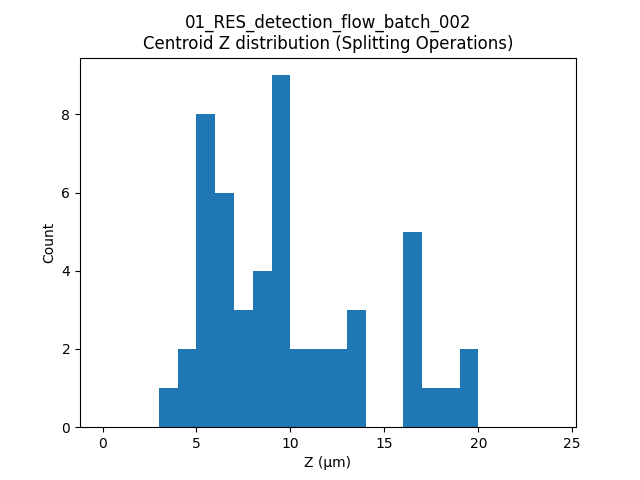 01_RES_detection_flow_batch_002
Centroid Z distribution (Splitting Operations)
8
6
4
2
0
Count
0 5 10 15 20 25
Z (µm)